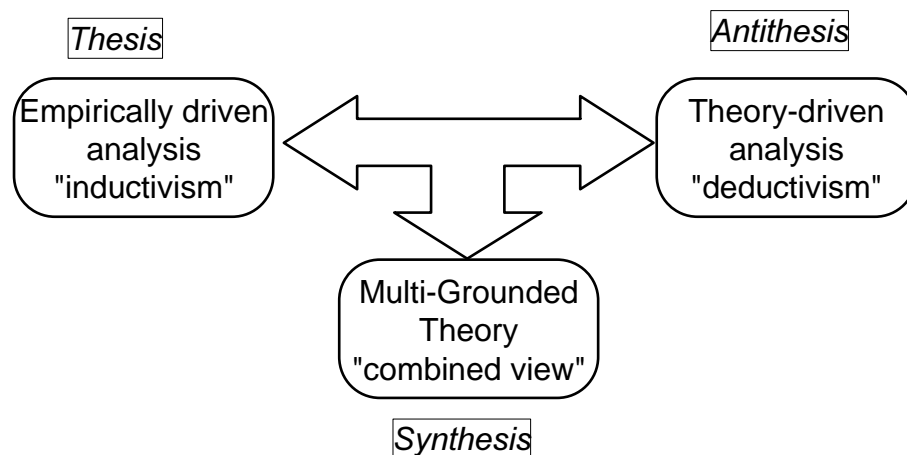 Thesis
Empirically driven
analysis
"inductivism"
Antithesis
Theory-driven
analysis
"deductivism"
Multi-Grounded
Theory
"combined view"
Synthesis